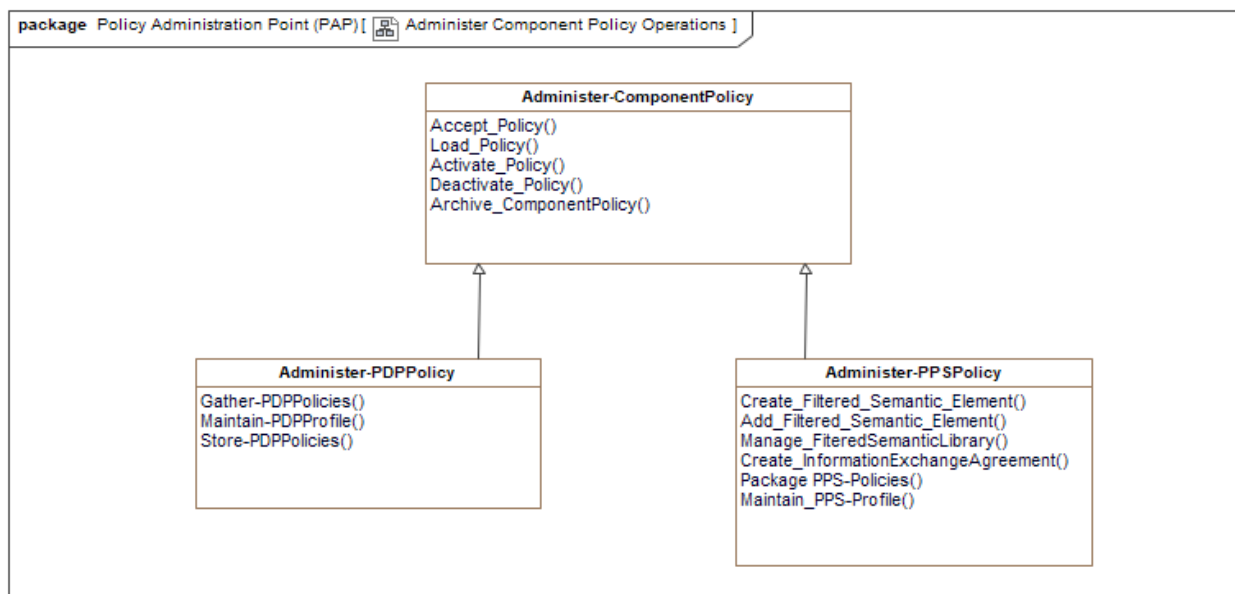 package Policy Administration Point (PAP)[ Administer Component Policy Operations ]
Administer-ComponentPolicy
Accept_Policy()
Load_Policy()
Activate_Policy()
Deactivate_Policy()
Archive_ComponentPolicy()
Administer-PDPPolicy
Gather-PDPPolicies()
Maintain-PDPProfile()
Store-PDPPolicies()
Administer-PPSPolicy
Create_Filtered_Semantic_Element()
Add_Filtered_Semantic_Element()
Manage_FiteredSemanticLibrary()
Create_InformationExchangeAgreement()
Package PPS-Policies()
Maintain_PPS-Profile()